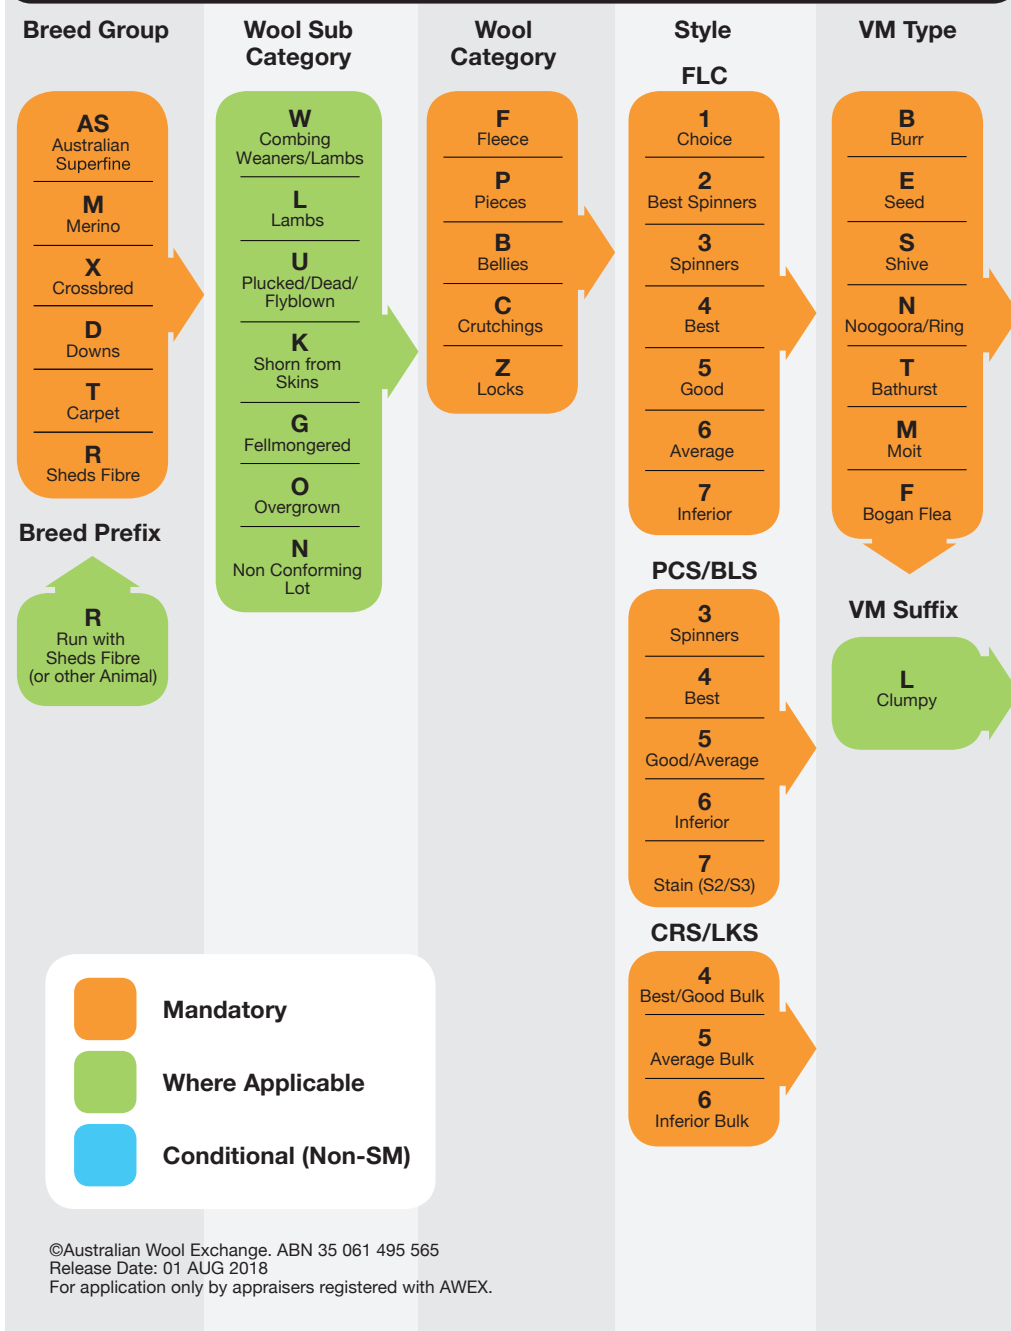 Breed Group
AS
Australian
Superfine
M
Merino
X
Crossbred
D
Downs
T
Carpet
R
Sheds Fibre
Breed Prefix
R
Run with
Sheds Fibre
(or other Animal)
Wool Sub
Category
W
Combing
Weaners/Lambs
L
Lambs
U
Plucked/Dead/
Flyblown
K
Shorn from
Skins
G
Fellmongered
O
Overgrown
N
Non Conforming
Lot
Wool
Category
F
Fleece
P
Pieces
B
Bellies
C
Crutchings
Z
Locks
Style
FLC
1
Choice
2
Best Spinners
3
Spinners
4
Best
5
Good
6
Average
7
Inferior
PCS/BLS
3
Spinners
4
Best
5
Good/Average
6
Inferior
7
Stain (S2/S3)
CRS/LKS
4
Best/Good Bulk
5
Average Bulk
6
Inferior Bulk
VM Type
B
Burr
E
Seed
S
Shive
N
Noogoora/Ring
T
Bathurst
M
Moit
F
Bogan Flea
VM Suffix
L
Clumpy
Mandatory
Where Applicable
Conditional (Non-SM)
©Australian Wool Exchange. ABN 35 061 495 565
Release Date: 01 AUG 2018
For application only by appraisers registered with AWEX.